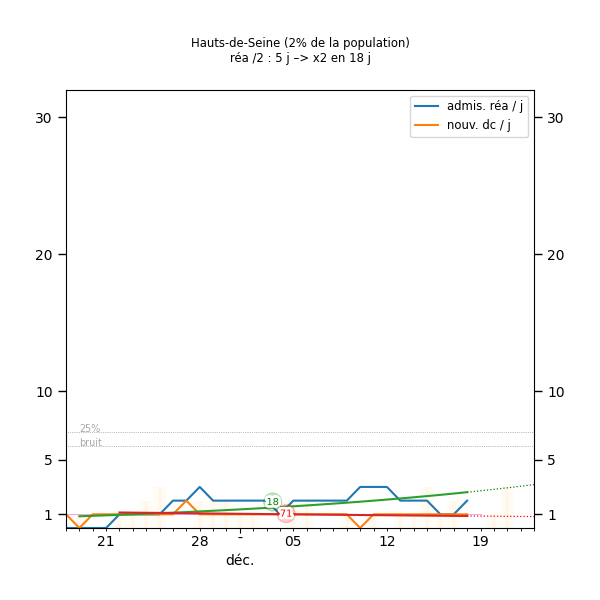 Hauts-de-Seine (2% de la population)
réa /2 : 5 j –> x2 en 18 j
admis. réa / j
nouv. dc / j
30 30
20 20
10 10
25%
bruit
5 5
18
71
1 1
21 28 - 05 12 19
déc.